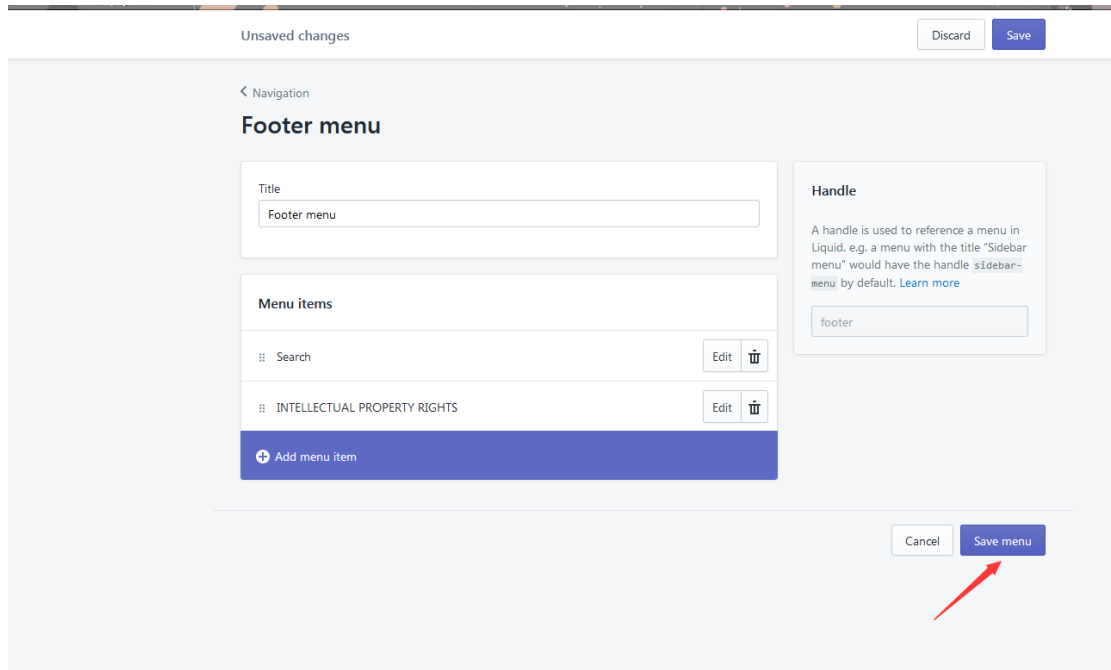 Unsaved changes
Discard
Save
Navigation
Footer menu
Title
Footer menu
Handle
A handle is used to reference a menu in
Liquid. e.g. a menu with the title "Sidebar
menu" would have the handle sidebar-
menu by default. Learn more
footer
Menu items
Search
Edit
INTELLECTUAL PROPERTY RIGHTS
Edit
Add menu item
Cancel
Save menu